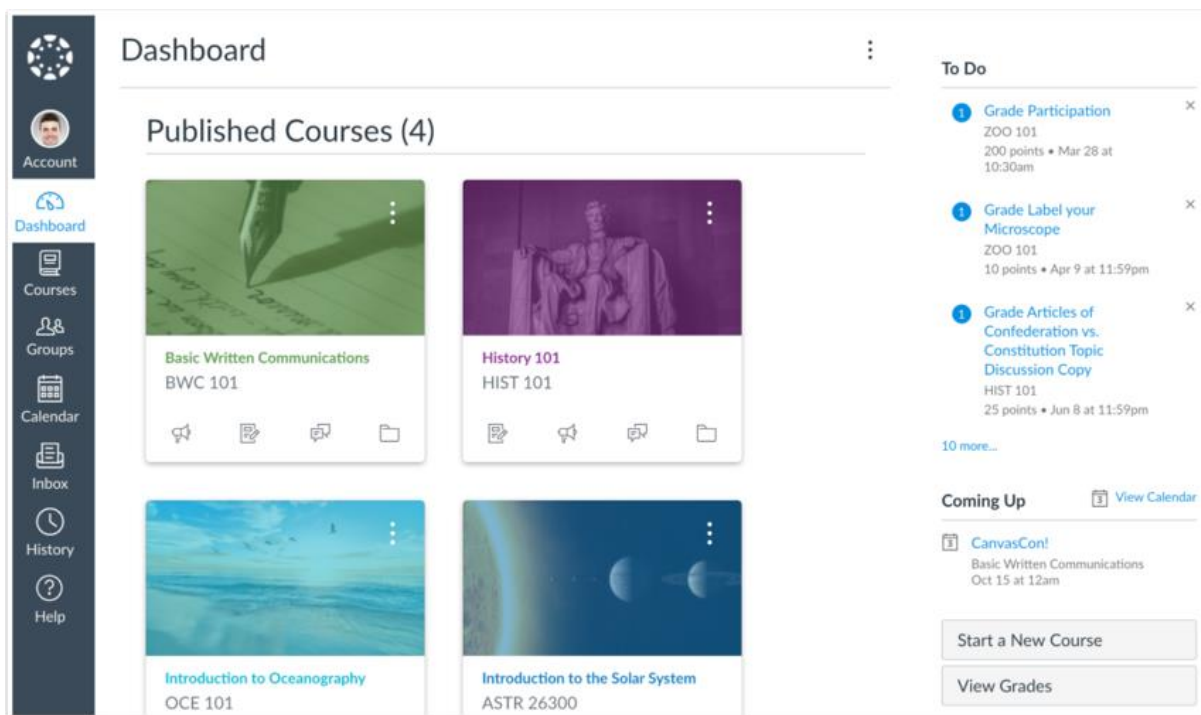 Dashboard
Account
Dashboard
Courses
Groups
Calendar
Inbox
History
Help
Published Courses (4)
Basic Written Communications
BWC 101
History 101
HIST 101
Introduction to Oceanography
OCE 101
Introduction to the Solar System
ASTR 26300
To Do
1 Grade Participation
ZOO 101
200 points • Mar 28 at
10:30am
1 Grade Label your
Microscope
ZOO 101
10 points • Apr 9 at 11:59pm
1 Grade Articles of
Confederation vs.
Constitution Topic
Discussion Copy
HIST 101
25 points • Jun 8 at 11:59pm
10 more...
Coming Up
3 View Calendar
3 CanvasCon!
Basic Written Communications
Oct 15 at 12am
Start a New Course
View Grades